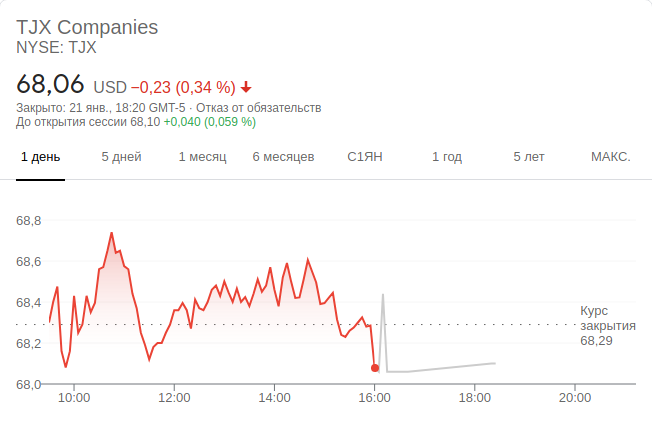 TJX Companies
NYSE: TJX
68,06 USD −0,23 (0,34 %)
Закрыто: 21 янв., 18:20 GMT-5 · Отказ от обязательств
До открытия сессии 68,10 +0,040 (0,059 %)
1 день 5 дней 1 месяц 6 месяцев С1ЯН 1 год 5 лет МАКС.
68,8
68,6
68,4
Курс
закрытия
68,29
68,2
68,0
10:00 12:00 14:00 16:00 18:00 20:00